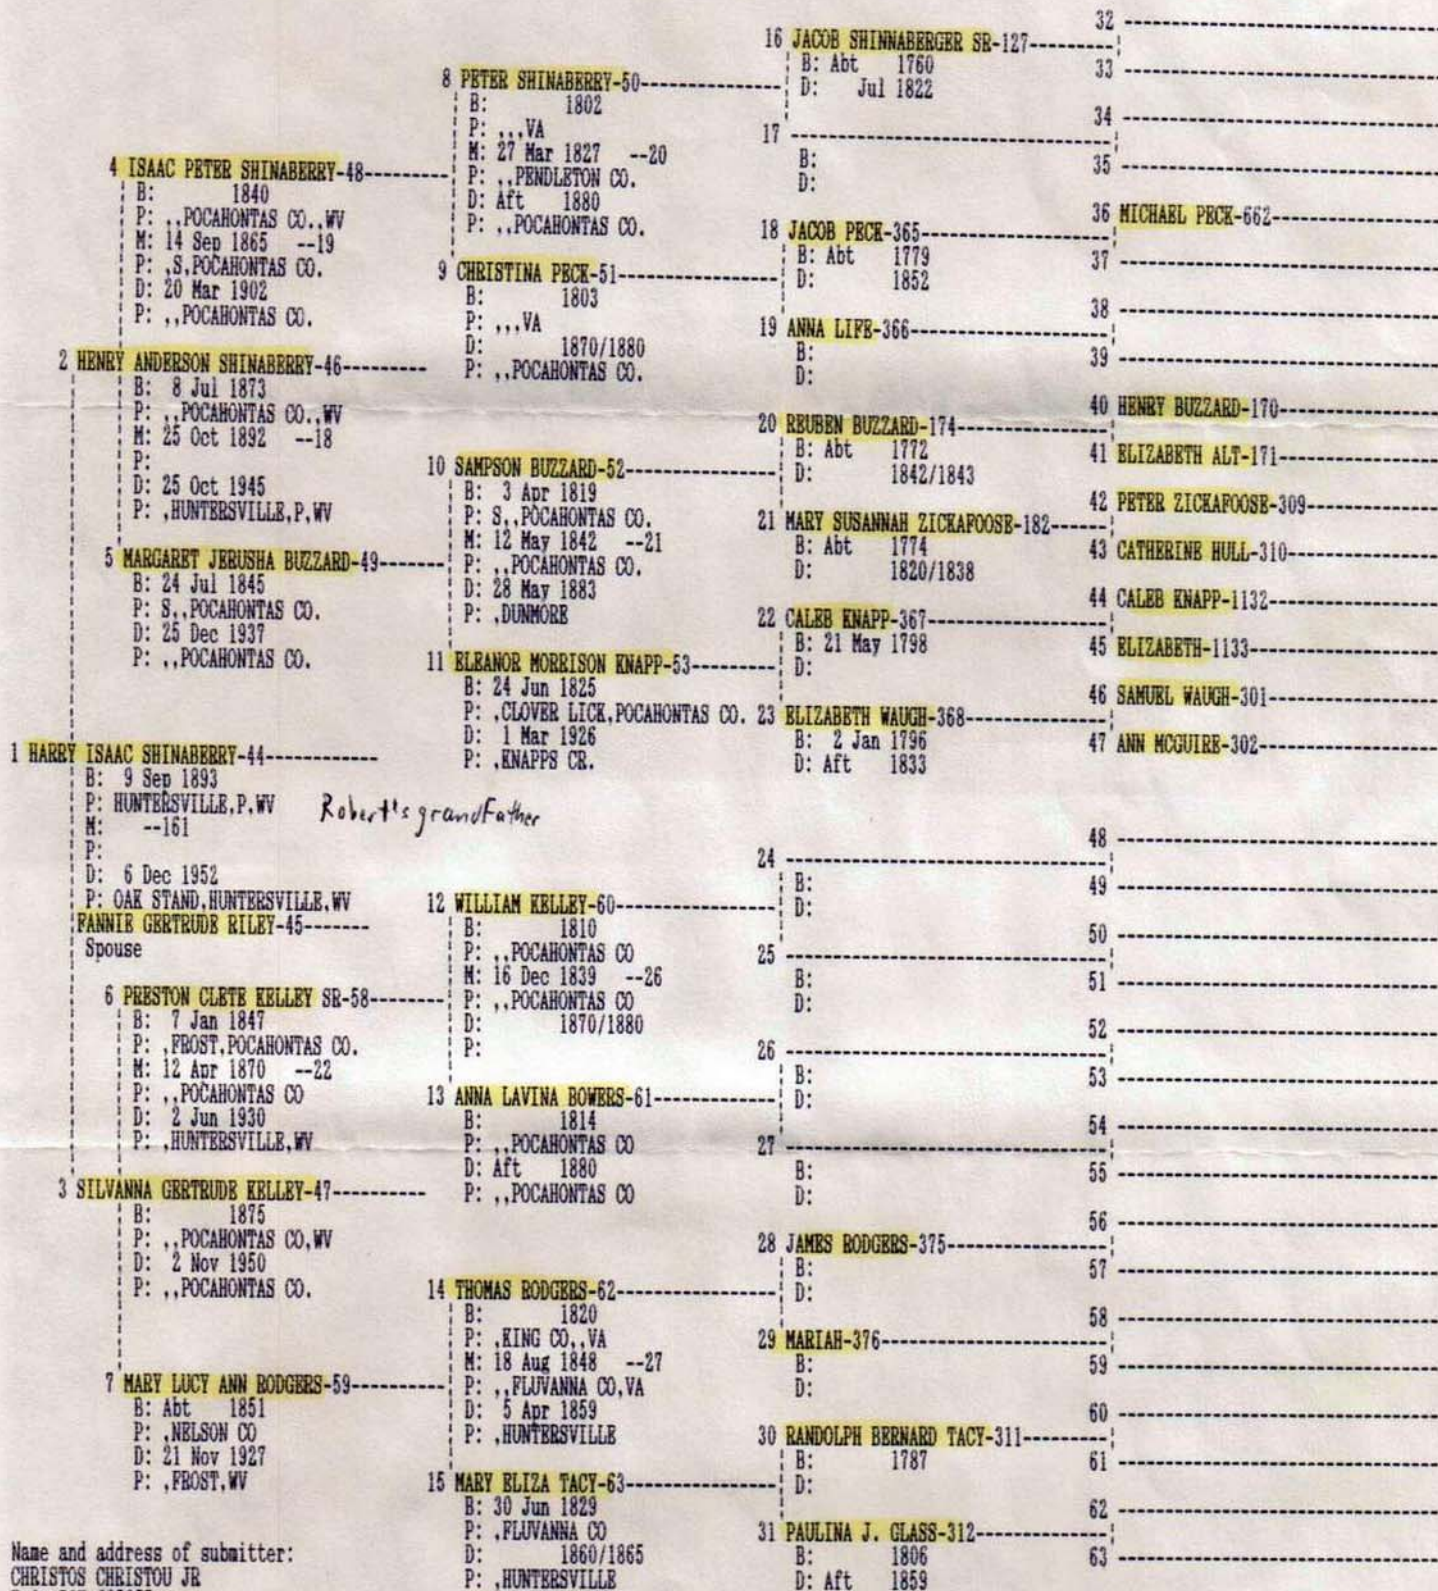 1 HARRY ISAAC SHINABERRY-44
B: 9 Sep 1893
P: HUNTERSVILLE,P,WV
M: --161
P:
D: 6 Dec 1952
P: OAK STAND,HUNTERSVILLE,WV
FANNIE GERTRUDE RILEY-45
Spouse
Robert's grandfather
2 HENRY ANDERSON SHINABERRY-46
B: 8 Jul 1873
P: ,,POCAHONTAS CO.,WV
M: 25 Oct 1892 --18
P:
D: 25 Oct 1945
P: ,HUNTERSVILLE,P,WV
3 SILVANNA GERTRUDE KELLEY-47
B: 1875
P: ,,POCAHONTAS CO,WV
D: 2 Nov 1950
P: ,,POCAHONTAS CO.
4 ISAAC PETER SHINABERRY-48
B: 1840
P: ,,POCAHONTAS CO.,WV
M: 14 Sep 1865 --19
P: ,S,POCAHONTAS CO.
D: 20 Mar 1902
P: ,,POCAHONTAS CO.
5 MARGARET JERUSHA BUZZARD-49
B: 24 Jul 1845
P: S,,POCAHONTAS CO.
D: 25 Dec 1937
P: ,,POCAHONTAS CO.
6 PRESTON CLETE KELLEY SR-58
B: 7 Jan 1847
P: ,FROST,POCAHONTAS CO.
M: 12 Apr 1870 --22
P: ,,POCAHONTAS CO
D: 2 Jun 1930
P: ,HUNTERSVILLE,WV
7 MARY LUCY ANN RODGERS-59
B: Abt 1851
P: ,NELSON CO
D: 21 Nov 1927
P: ,FROST,WV
8 PETER SHINABERRY-50
B: 1802
P: ,,,VA
M: 27 Mar 1827 --20
P: ,,PENDLETON CO.
D: Aft 1880
P: ,,POCAHONTAS CO.
9 CHRISTINA PECK-51
B: 1803
P: ,,,VA
D: 1870/1880
P: ,,POCAHONTAS CO.
10 SAMPSON BUZZARD-52
B: 3 Apr 1819
P: S,,POCAHONTAS CO.
M: 12 May 1842 --21
P: ,,POCAHONTAS CO.
D: 28 May 1883
P: ,DUNMORE
11 ELEANOR MORRISON KNAPP-53
B: 24 Jun 1825
P: ,CLOVER LICK,POCAHONTAS CO.
D: 1 Mar 1926
P: ,KNAPPS CR.
12 WILLIAM KELLEY-60
B: 1810
P: ,,POCAHONTAS CO
M: 16 Dec 1839 --26
P: ,,POCAHONTAS CO
D: 1870/1880
P:
13 ANNA LAVINA BOWERS-61
B: 1814
P: ,,POCAHONTAS CO
D: Aft 1880
P: ,,POCAHONTAS CO
14 THOMAS RODGERS-62
B: 1820
P: ,KING CO,,VA
M: 18 Aug 1848 --27
P: ,,FLUVANNA CO,VA
D: 5 Apr 1859
P: ,HUNTERSVILLE
15 MARY ELIZA TACY-63
B: 30 Jun 1829
P: ,FLUVANNA CO
D: 1860/1865
P: ,HUNTERSVILLE
16 JACOB SHINNABERGER SR-127
B: Abt 1760
D: Jul 1822
17
B:
D:
18 JACOB PECK-365
B: Abt 1779
D: 1852
19 ANNA LIFE-366
B:
D:
20 REUBEN BUZZARD-174
B: Abt 1772
D: 1842/1843
21 MARY SUSANNAH ZICKAFOOSE-182
B: Abt 1774
D: 1820/1838
22 CALEB KNAPP-367
B: 21 May 1798
D:
23 ELIZABETH WAUGH-368
B: 2 Jan 1796
D: Aft 1833
24
B:
D:
25
B:
D:
26
B:
D:
27
B:
D:
28 JAMES RODGERS-375
B:
D:
29 MARIAH-376
B:
D:
30 RANDOLPH BERNARD TACY-311
B: 1787
D:
31 PAULINA J. GLASS-312
B: 1806
D: Aft 1859
32
33
34
35
36 MICHAEL PECK-662
37
38
39
40 HENRY BUZZARD-170
41 ELIZABETH ALT-171
42 PETER ZICKAFOOSE-309
43 CATHERINE HULL-310
44 CALEB KNAPP-1132
45 ELIZABETH-1133
46 SAMUEL WAUGH-301
47 ANN MCGUIRE-302
48
49
50
51
52
53
54
55
56
57
58
59
60
61
62
63
Name and address of submitter:
CHRISTOS CHRISTOU JR